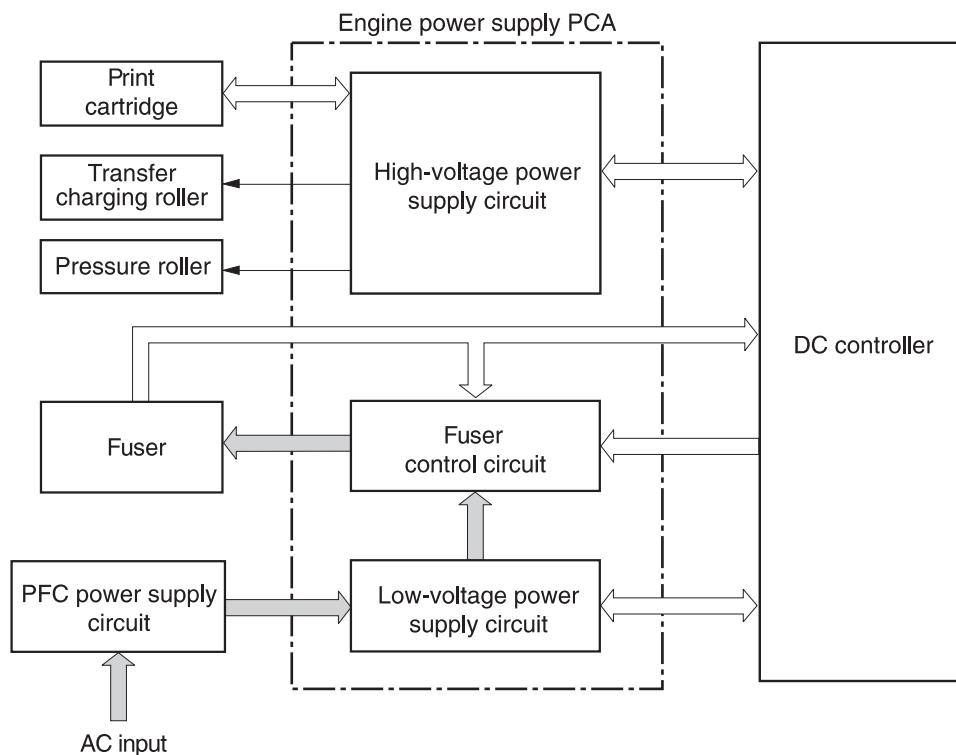 Engine power supply PCA
Print
cartridge
Transfer
charging roller
Pressure roller
High-voltage power
supply circuit
DC controller
Fuser
Fuser
control circuit
PFC power supply
circuit
Low-voltage power
supply circuit
AC input